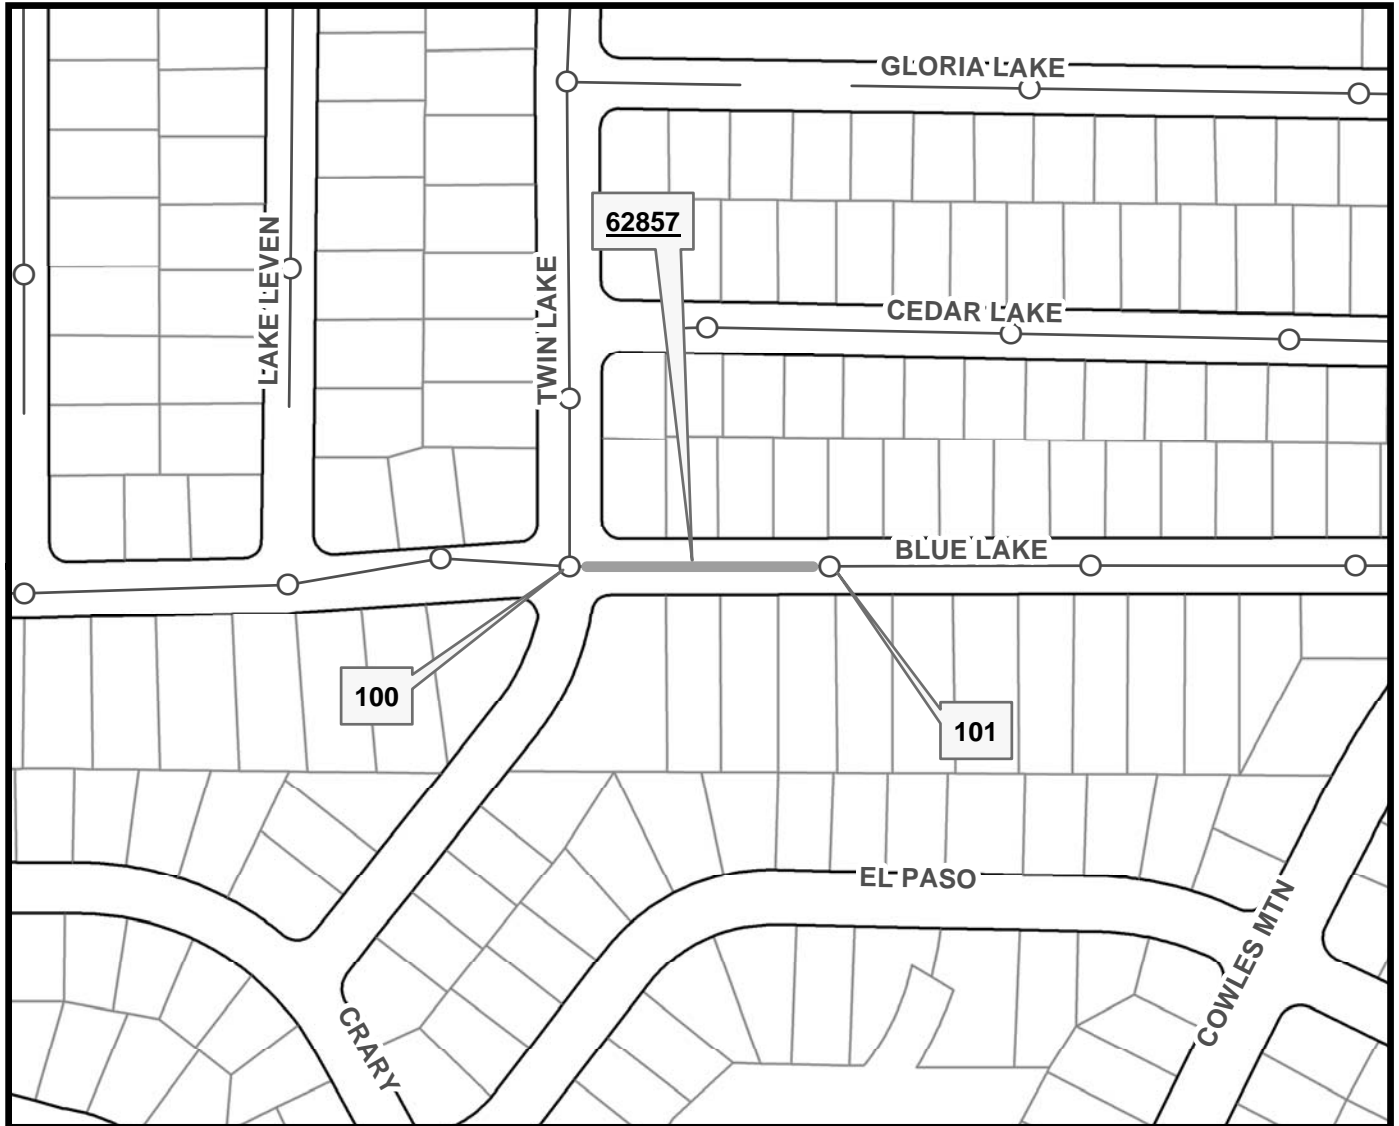 GLORIA LAKE
62857
LAKE LEVEN
TWIN LAKE
CEDAR LAKE
BLUE LAKE
100
101
EL PASO
COWLES MTN
CRARY